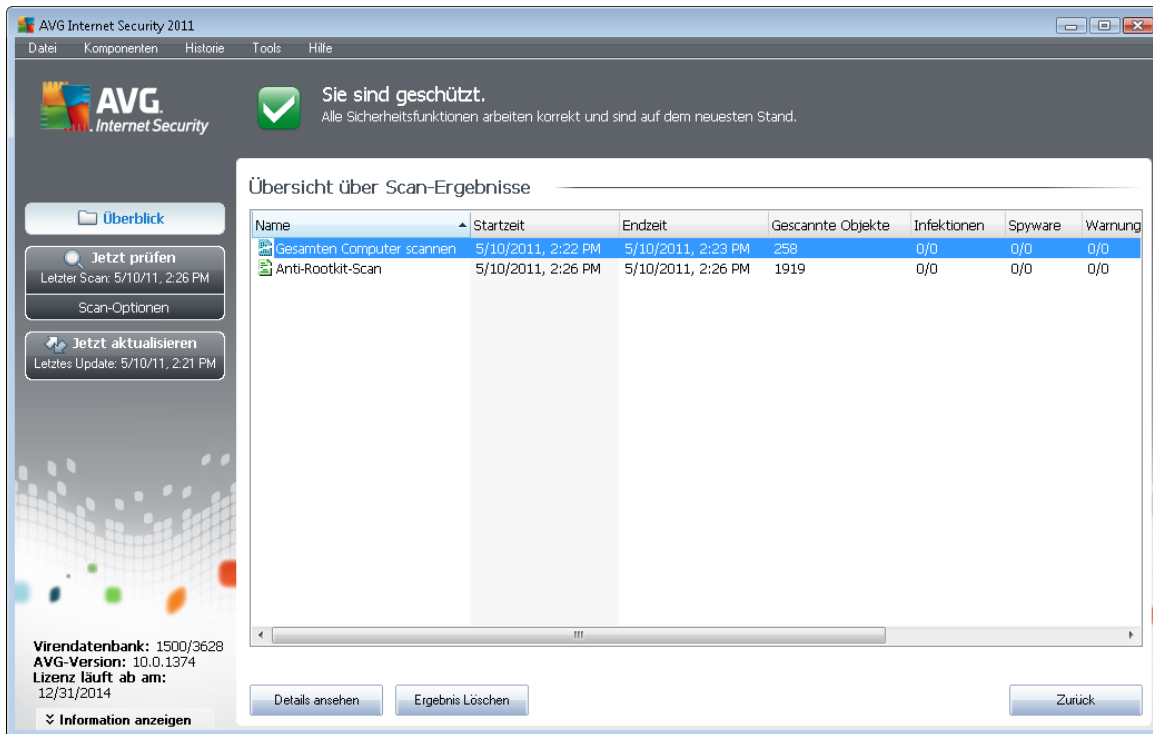 AVG Internet Security 2011
Datei Komponenten Historie Tools Hilfe
AVG.
Internet Security
Sie sind geschützt.
Alle Sicherheitsfunktionen arbeiten korrekt und sind auf dem neuesten Stand.
Überblick
Jetzt prüfen
Letzter Scan: 5/10/11, 2:26 PM
Scan-Optionen
Jetzt aktualisieren
Letztes Update: 5/10/11, 2:21 PM
Virendatenbank: 1500/3628
AVG-Version: 10.0.1374
Lizenz läuft ab am:
12/31/2014
Information anzeigen
Übersicht über Scan-Ergebnisse
Name Startzeit Endzeit Gescannte Objekte Infektionen Spyware Warnung
Gesamten Computer scannen 5/10/2011, 2:22 PM 5/10/2011, 2:23 PM 258 0/0 0/0 0/0
Anti-Rootkit-Scan 5/10/2011, 2:26 PM 5/10/2011, 2:26 PM 1919 0/0 0/0 0/0
Details ansehen Ergebnis Löschen Zurück